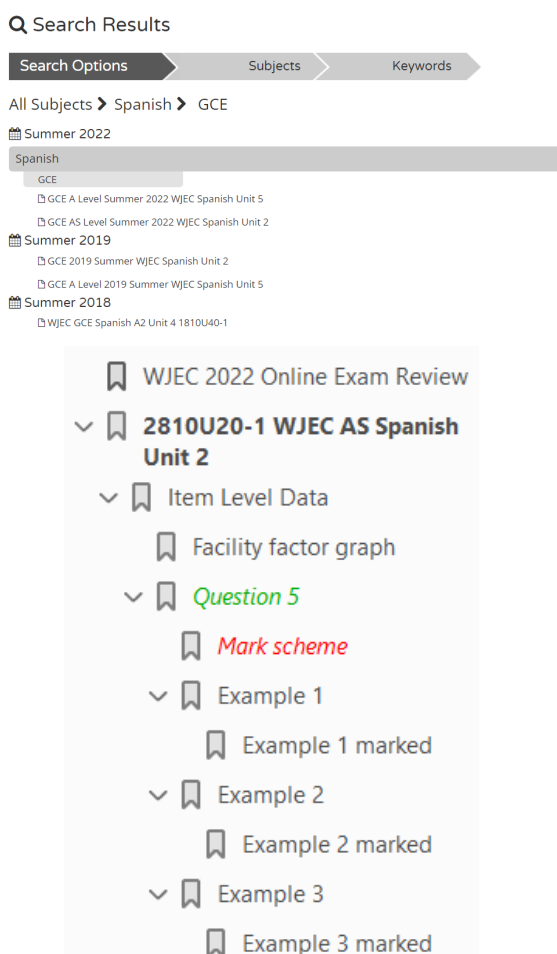 Search Results
Search Options Subjects Keywords
All Subjects Spanish GCE
Summer 2022
Spanish
GCE
GCE A Level Summer 2022 WJEC Spanish Unit 5
GCE AS Level Summer 2022 WJEC Spanish Unit 2
Summer 2019
GCE 2019 Summer WJEC Spanish Unit 2
GCE A Level 2019 Summer WJEC Spanish Unit 5
Summer 2018
WJEC GCE Spanish A2 Unit 4 1810U40-1
WJEC 2022 Online Exam Review
2810U20-1 WJEC AS Spanish
Unit 2
Item Level Data
Facility factor graph
Question 5
Mark scheme
Example 1
Example 1 marked
Example 2
Example 2 marked
Example 3
Example 3 marked